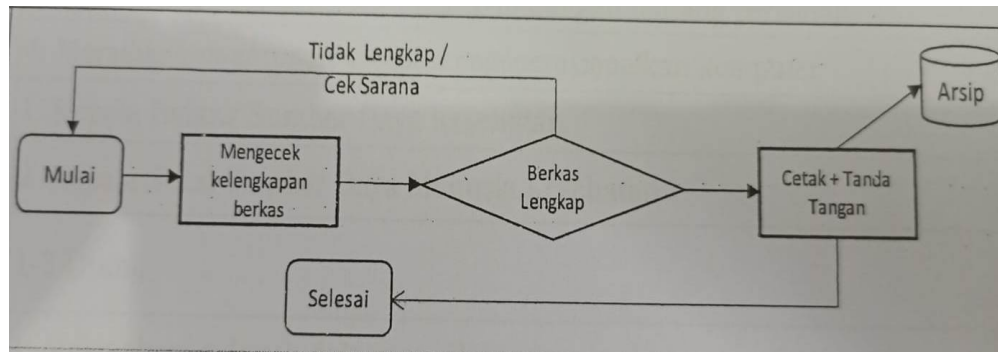 Tidak Lengkap /
Cek Sarana
Arsip
Mulai
Mengecek
kelengkapan
berkas
Berkas
Lengkap
Cetak + Tanda
Tangan
Selesai